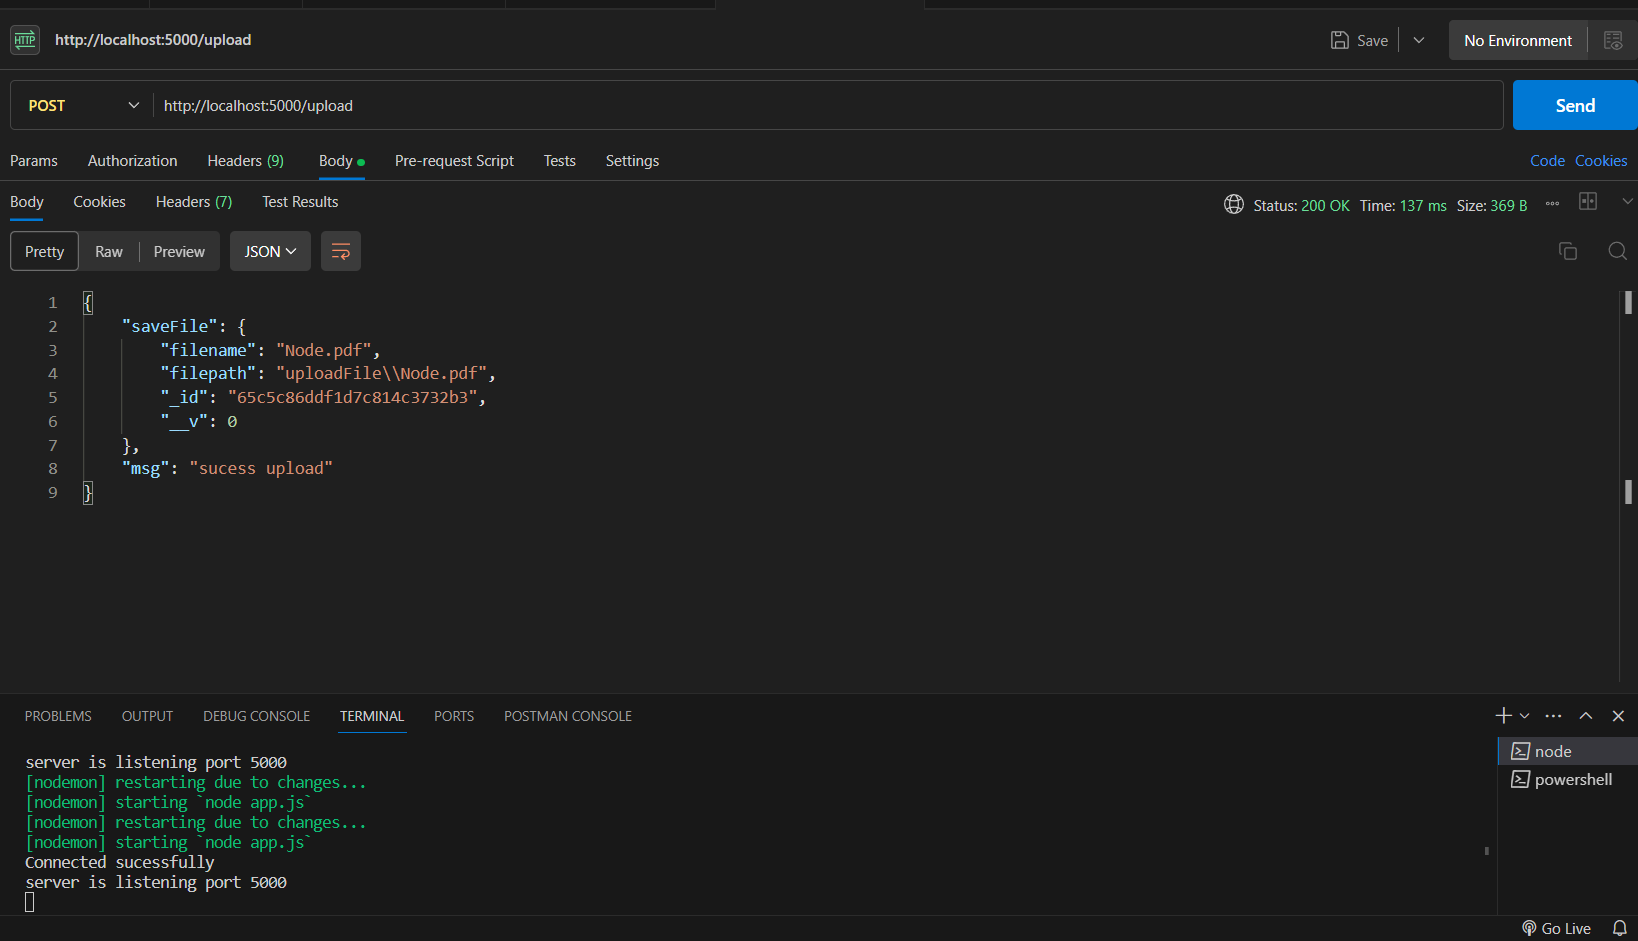 HTTP http://localhost:5000/upload Save No Environment
POST http://localhost:5000/upload Send
Params Authorization Headers (9) Body Pre-request Script Tests Settings Code Cookies
Body Cookies Headers (7) Test Results Status: 200 OK Time: 137 ms Size: 369 B
Pretty Raw Preview JSON
1 {
2 "saveFile": {
3 "filename": "Node.pdf",
4 "filepath": "uploadFile\\Node.pdf",
5 "_id": "65c5c86ddf1d7c814c3732b3",
6 "__v": 0
7 },
8 "msg": "sucess upload"
9 }
PROBLEMS OUTPUT DEBUG CONSOLE TERMINAL PORTS POSTMAN CONSOLE
server is listening port 5000
[nodemon] restarting due to changes...
[nodemon] starting `node app.js`
[nodemon] restarting due to changes...
[nodemon] starting `node app.js`
Connected sucessfully
server is listening port 5000
node
powershell
Go Live